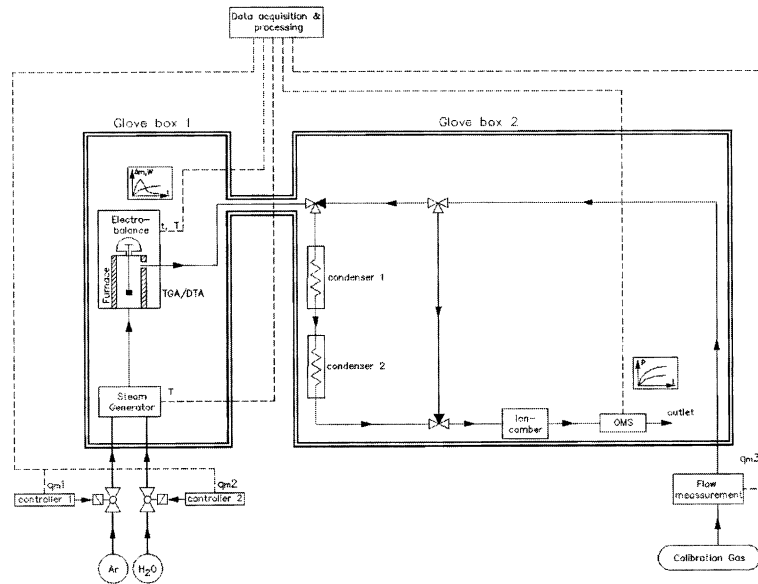 Data acquisition &
processing
Glove box 1
Glove box 2
Δm,W
t
Electro-
balance
t, T
Furnace
TGA/DTA
condenser 1
condenser 2
Steam
Generator
T
P
t
Ion-
camber
QMS
outlet
qm1
qm2
qm3
controller 1
controller 2
Flow
measurement
Ar
H2O
Calibration Gas